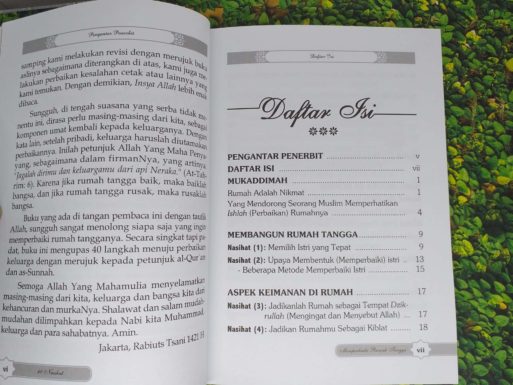 Pengantar Penerbit
samping kami melakukan revisi dengan merujuk buku
aslinya sebagaimana diterangkan di atas, kami juga me-
lakukan perbaikan kesalahan cetak atau lainnya yang
kami temukan. Dengan demikian, Insya Allah lebih enak
dibaca.
Sungguh, di tengah suasana yang serba tidak me-
nentu ini, dirasa perlu masing-masing dari kita, sebagai
komponen umat kembali kepada keluarganya. Dengan
kata lain, setelah pribadi, keluarga haruslah diutamakan
perbaikannya. Inilah petunjuk Allah Yang Maha Penya-
yang, sebagaimana dalam firmanNya, yang artinya:
"Jagalah dirimu dan keluargamu dari api Neraka." (At-Tah-
rim: 6). Karena jika rumah tangga baik, maka baiklah
bangsa, dan jika rumah tangga rusak, maka rusaklah
bangsa.
Buku yang ada di tangan pembaca ini dengan taufik
Allah, sungguh sangat menolong siapa saja yang ingin
memperbaiki rumah tangganya. Secara singkat tapi pa-
dat, buku ini mengupas 40 langkah menuju perbaikan
keluarga dengan merujuk kepada petunjuk al-Qur'an
dan as-Sunnah.
Semoga Allah Yang Mahamulia menyelamatkan
masing-masing dari kita, keluarga dan bangsa kita dari
kehancuran dan murkaNya. Shalawat dan salam mudah-
mudahan dilimpahkan kepada Nabi kita Muhammad,
keluarga dan para sahabatnya. Amin.
Jakarta, Rabiuts Tsani 1421 H
vi
40 Nasihat
Daftar Isi
Daftar Isi
PENGANTAR PENERBIT v
DAFTAR ISI vii
MUKADDIMAH 1
Rumah Adalah Nikmat 1
Yang Mendorong Seorang Muslim Memperhatikan
Ishlah (Perbaikan) Rumahnya 4
MEMBANGUN RUMAH TANGGA 9
Nasihat (1): Memilih Istri yang Tepat 9
Nasihat (2): Upaya Membentuk (Memperbaiki) istri 13
- Beberapa Metode Memperbaiki Istri 15
ASPEK KEIMANAN DI RUMAH 17
Nasihat (3): Jadikanlah Rumah sebagai Tempat Dzik-
rullah (Mengingat dan Menyebut Allah) 17
Nasihat (4): Jadikan Rumahmu Sebagai Kiblat 18
Memperbaiki Rumah Tangga
vii